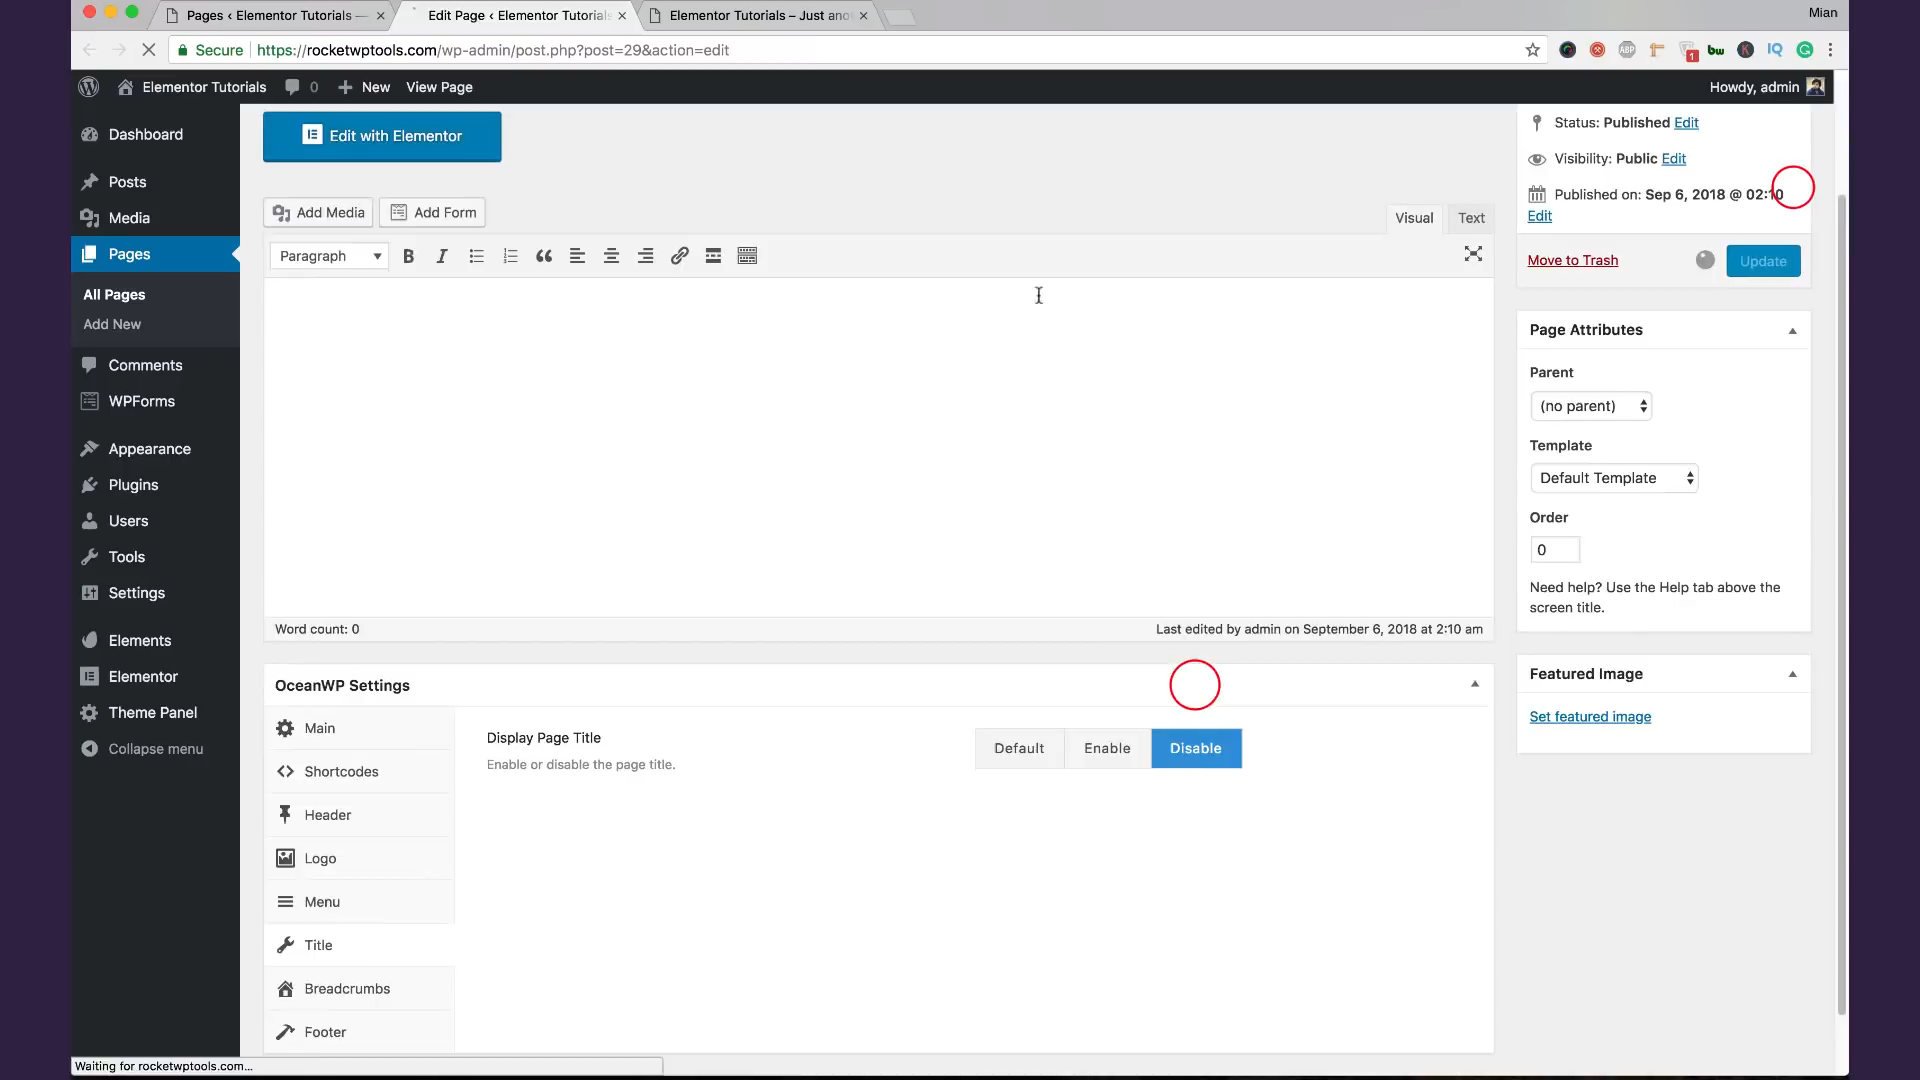 Pages ‹ Elementor Tutorials —
Edit Page ‹ Elementor Tutorials
Elementor Tutorials – Just ano
Mian
Secure
https://rocketwptools.com/wp-admin/post.php?post=29&action=edit
ABP
1
bw
K
IQ
Elementor Tutorials
0
New
View Page
Howdy, admin
Dashboard
Posts
Media
Pages
All Pages
Add New
Comments
WPForms
Appearance
Plugins
Users
Tools
Settings
Elements
Elementor
Theme Panel
Collapse menu
Edit with Elementor
Add Media
Add Form
Visual
Text
Paragraph
B
I
Word count: 0
Last edited by admin on September 6, 2018 at 2:10 am
OceanWP Settings
Main
Shortcodes
Header
Logo
Menu
Title
Breadcrumbs
Footer
Display Page Title
Enable or disable the page title.
Default
Enable
Disable
Status: Published Edit
Visibility: Public Edit
Published on: Sep 6, 2018 @ 02:10
Edit
Move to Trash
Update
Page Attributes
Parent
(no parent)
Template
Default Template
Order
0
Need help? Use the Help tab above the
screen title.
Featured Image
Set featured image
Waiting for rocketwptools.com...